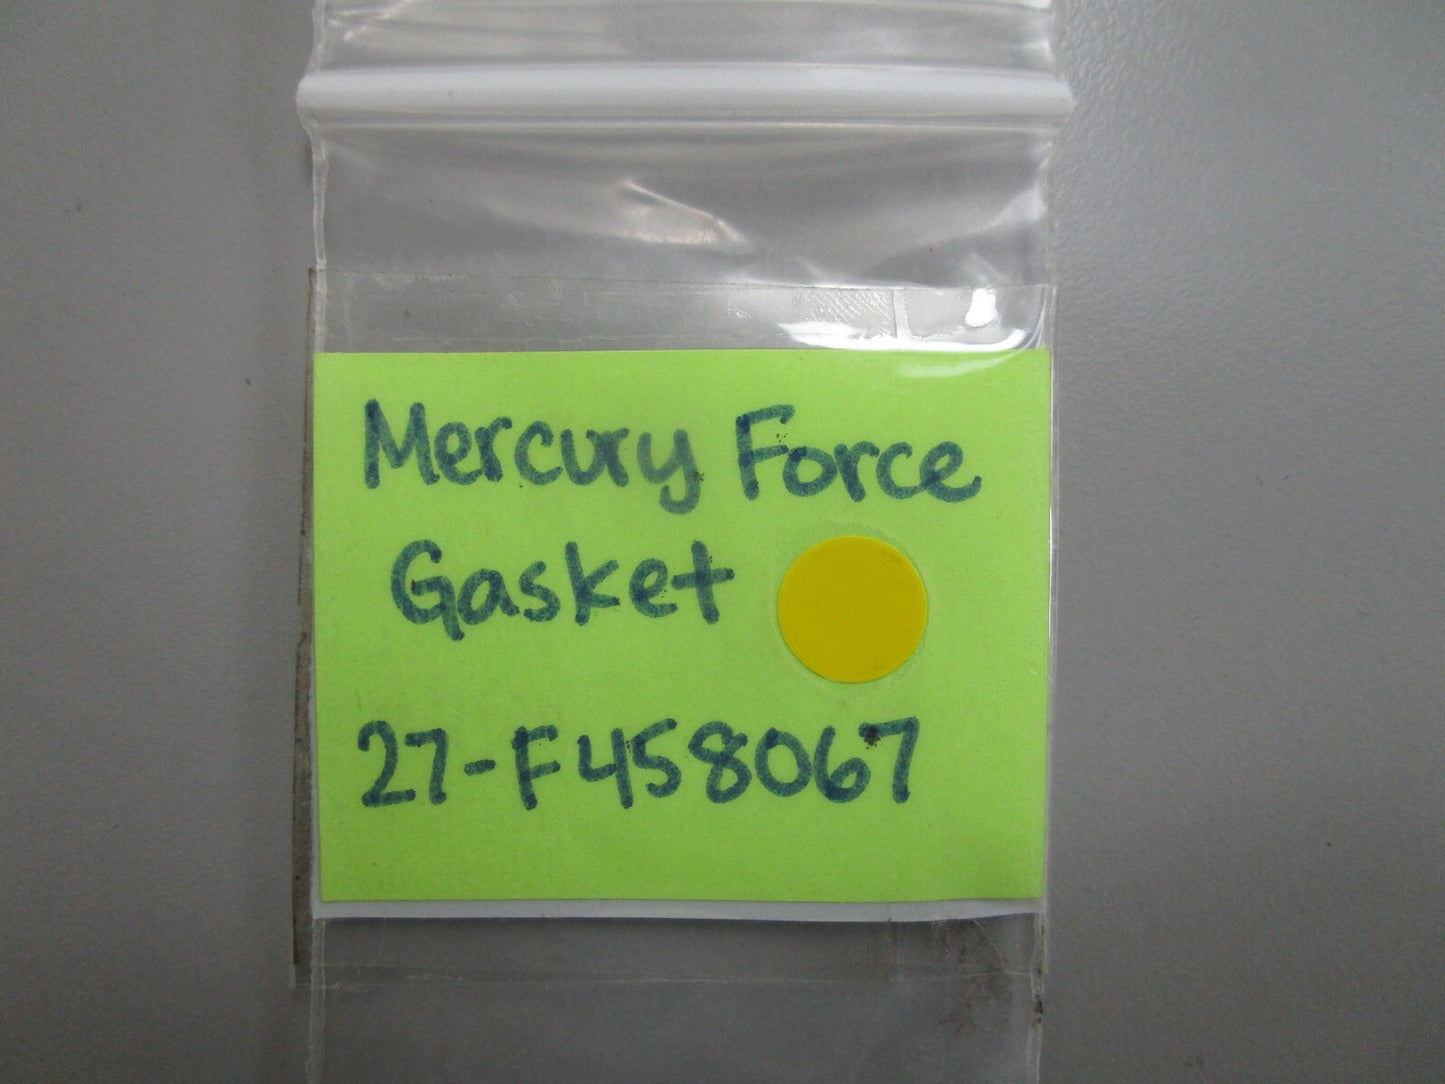 Mercury Force
Gasket
27-F458067